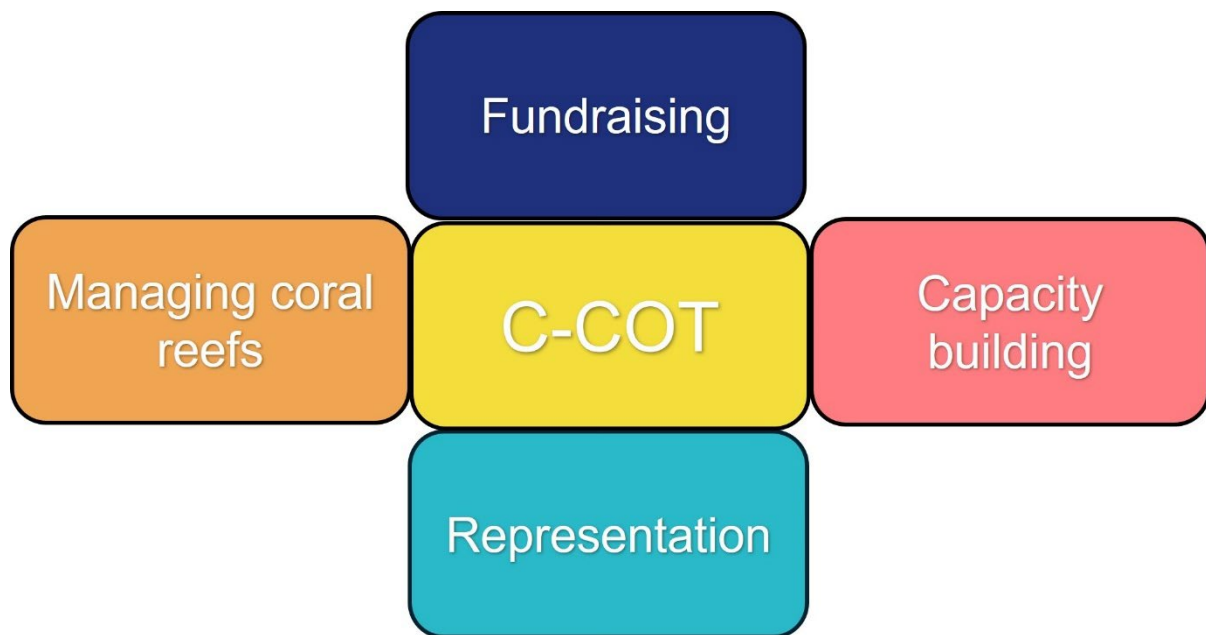 Fundraising
Managing coral
reefs
C-COT
Capacity
building
Representation